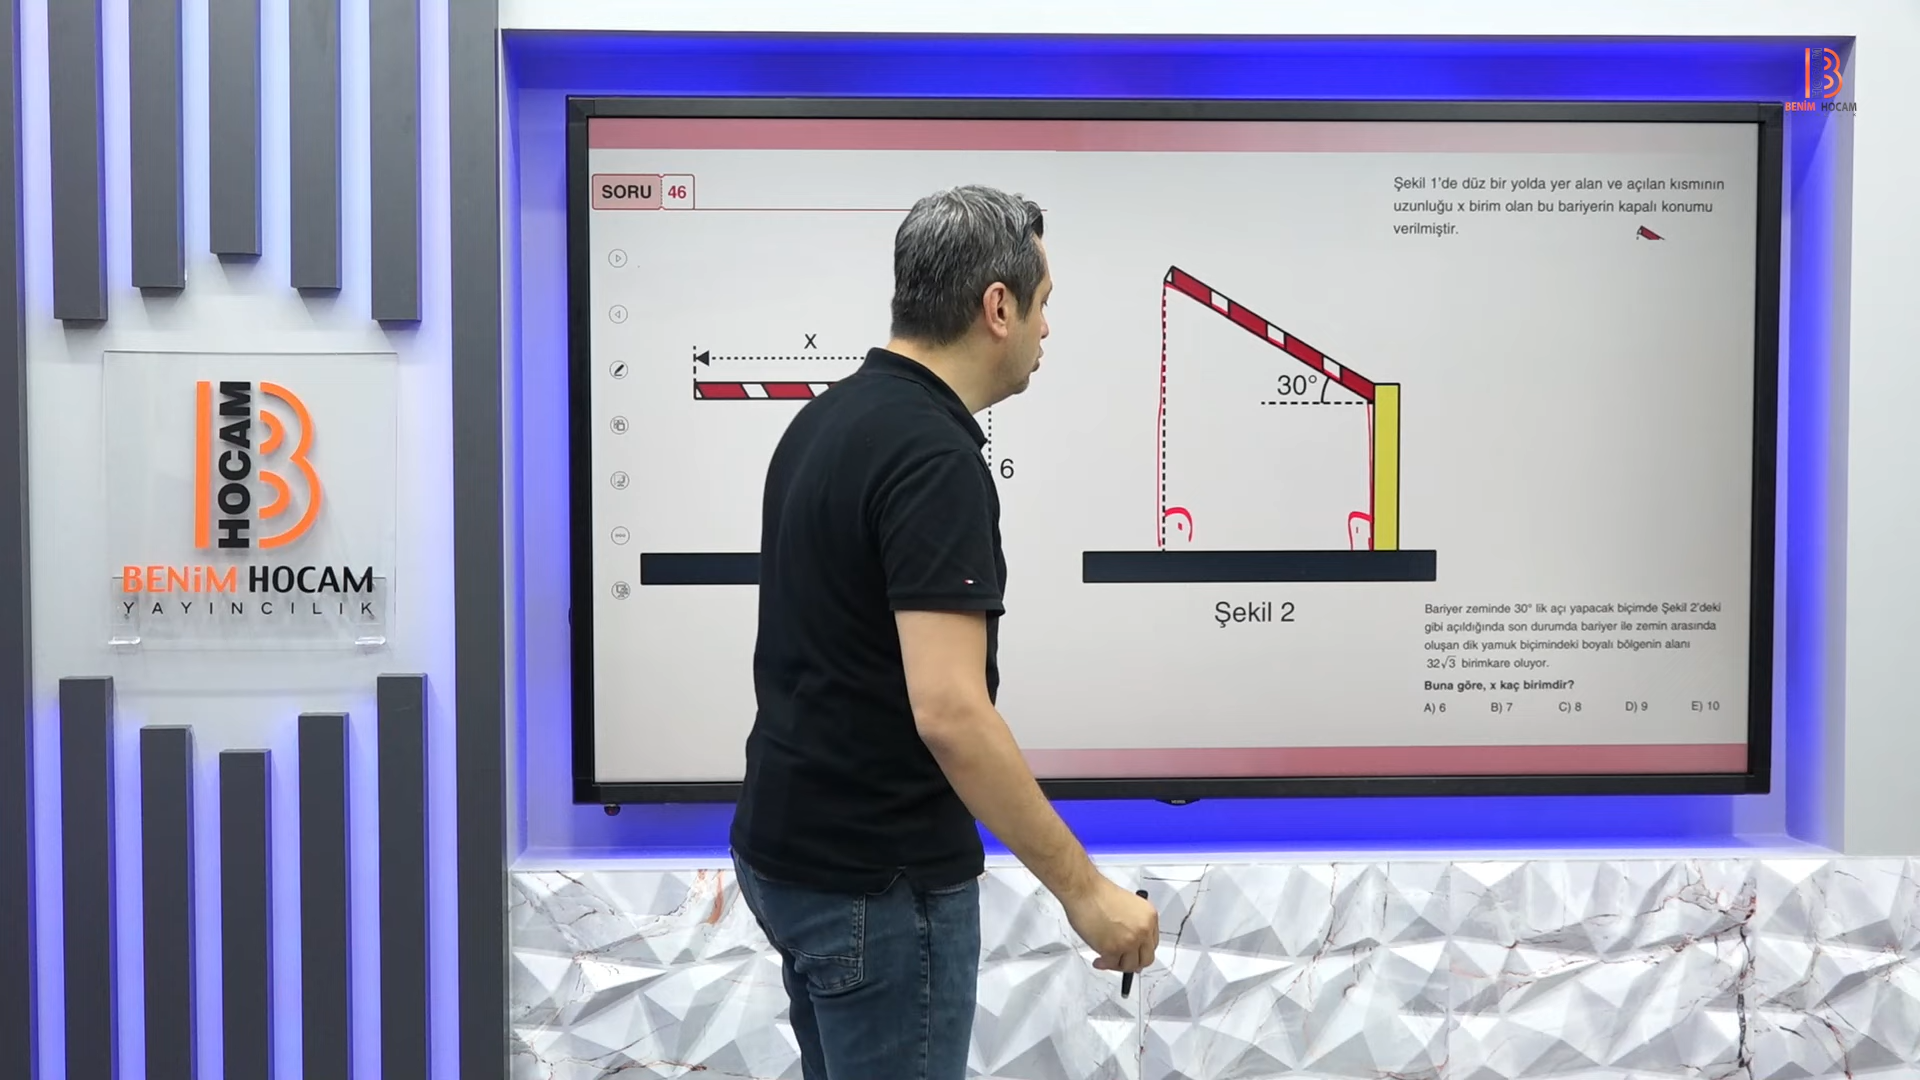 BENİM HOCAM
SORU 46
Şekil 1'de düz bir yolda yer alan ve açılan kısmının
uzunluğu x birim olan bu bariyerin kapalı konumu
verilmiştir.
x
6
30°
Şekil 2
Bariyer zeminde 30° lik açı yapacak biçimde Şekil 2'deki
gibi açıldığında son durumda bariyer ile zemin arasında
oluşan dik yamuk biçimindeki boyalı bölgenin alanı
32√3 birimkare oluyor.
Buna göre, x kaç birimdir?
A) 6 B) 7 C) 8 D) 9 E) 10
HOCAM
BENiM HOCAM
YAYINCILIK